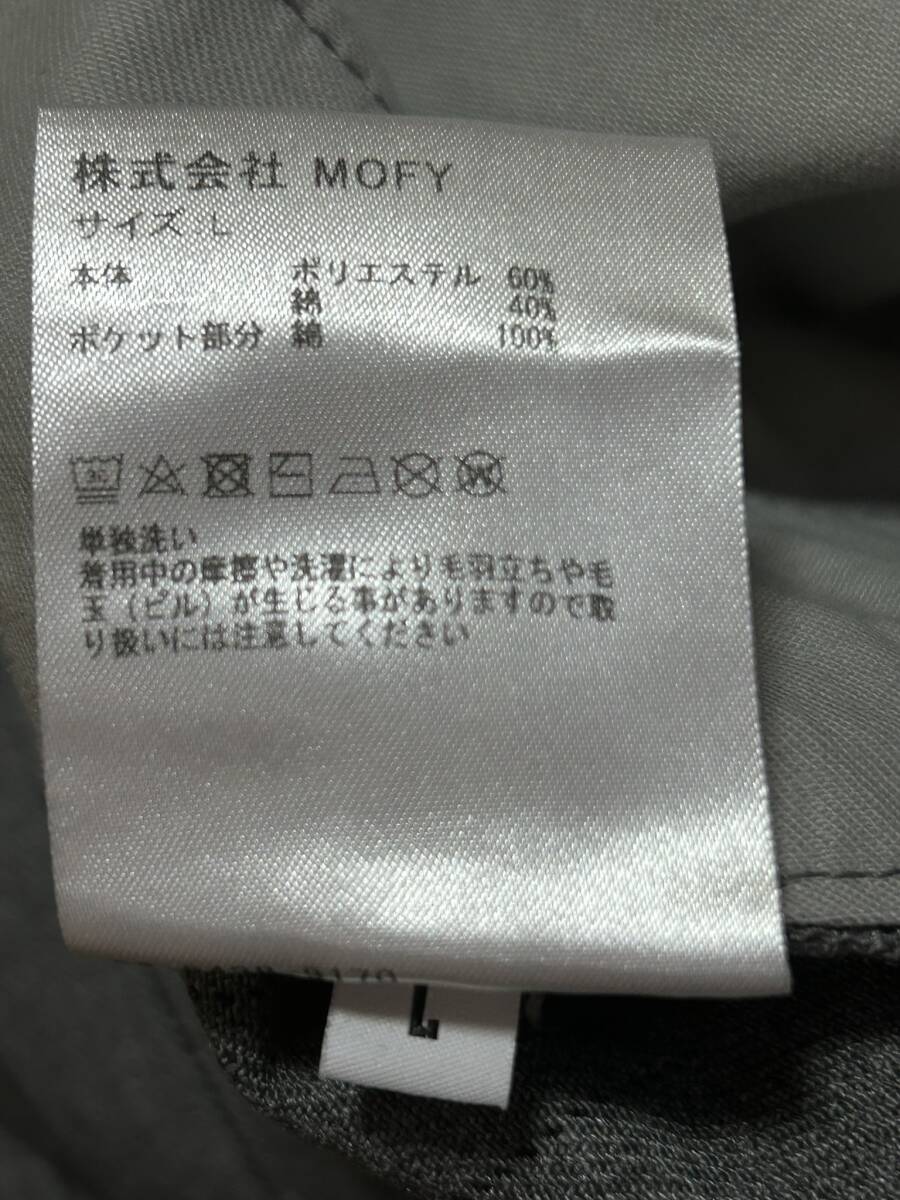 株式会社 MOFY
サイズ L
本体 ポリエステル 60%
綿 40%
ポケット部分 綿 100%
30
W
単独洗い
着用中の摩擦や洗濯により毛羽立ちや毛
玉（ピル）が生じる事がありますので取
り扱いには注意してください
L